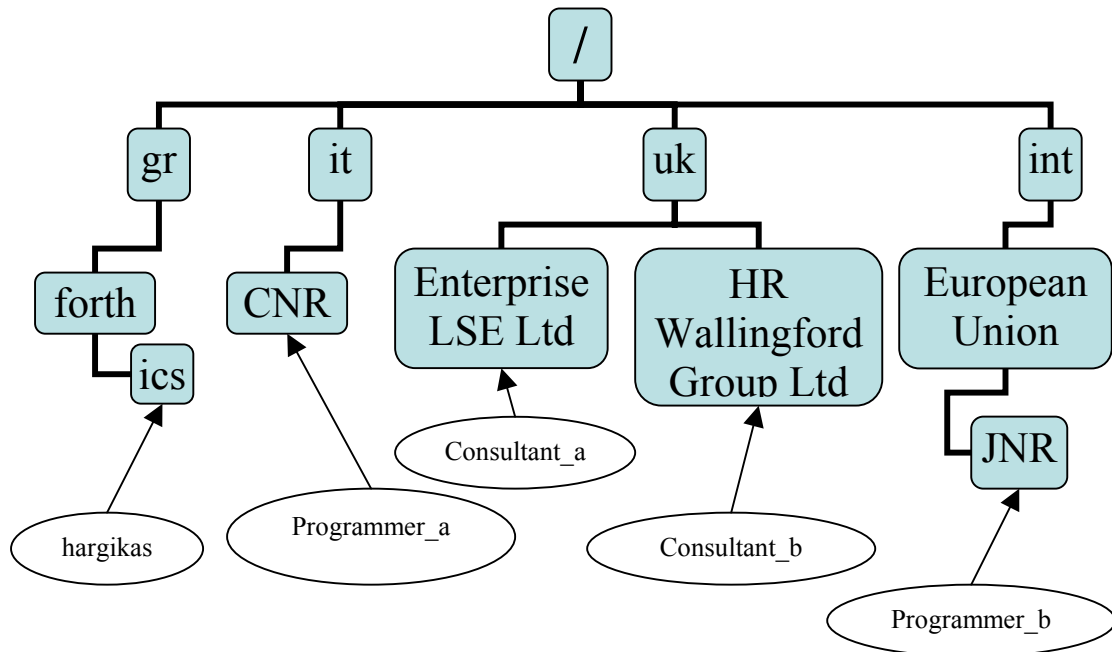 /
gr
it
uk
int
forth
CNR
Enterprise
LSE Ltd
HR
Wallingford
Group Ltd
European
Union
ics
JNR
Consultant_a
hargikas
Programmer_a
Consultant_b
Programmer_b